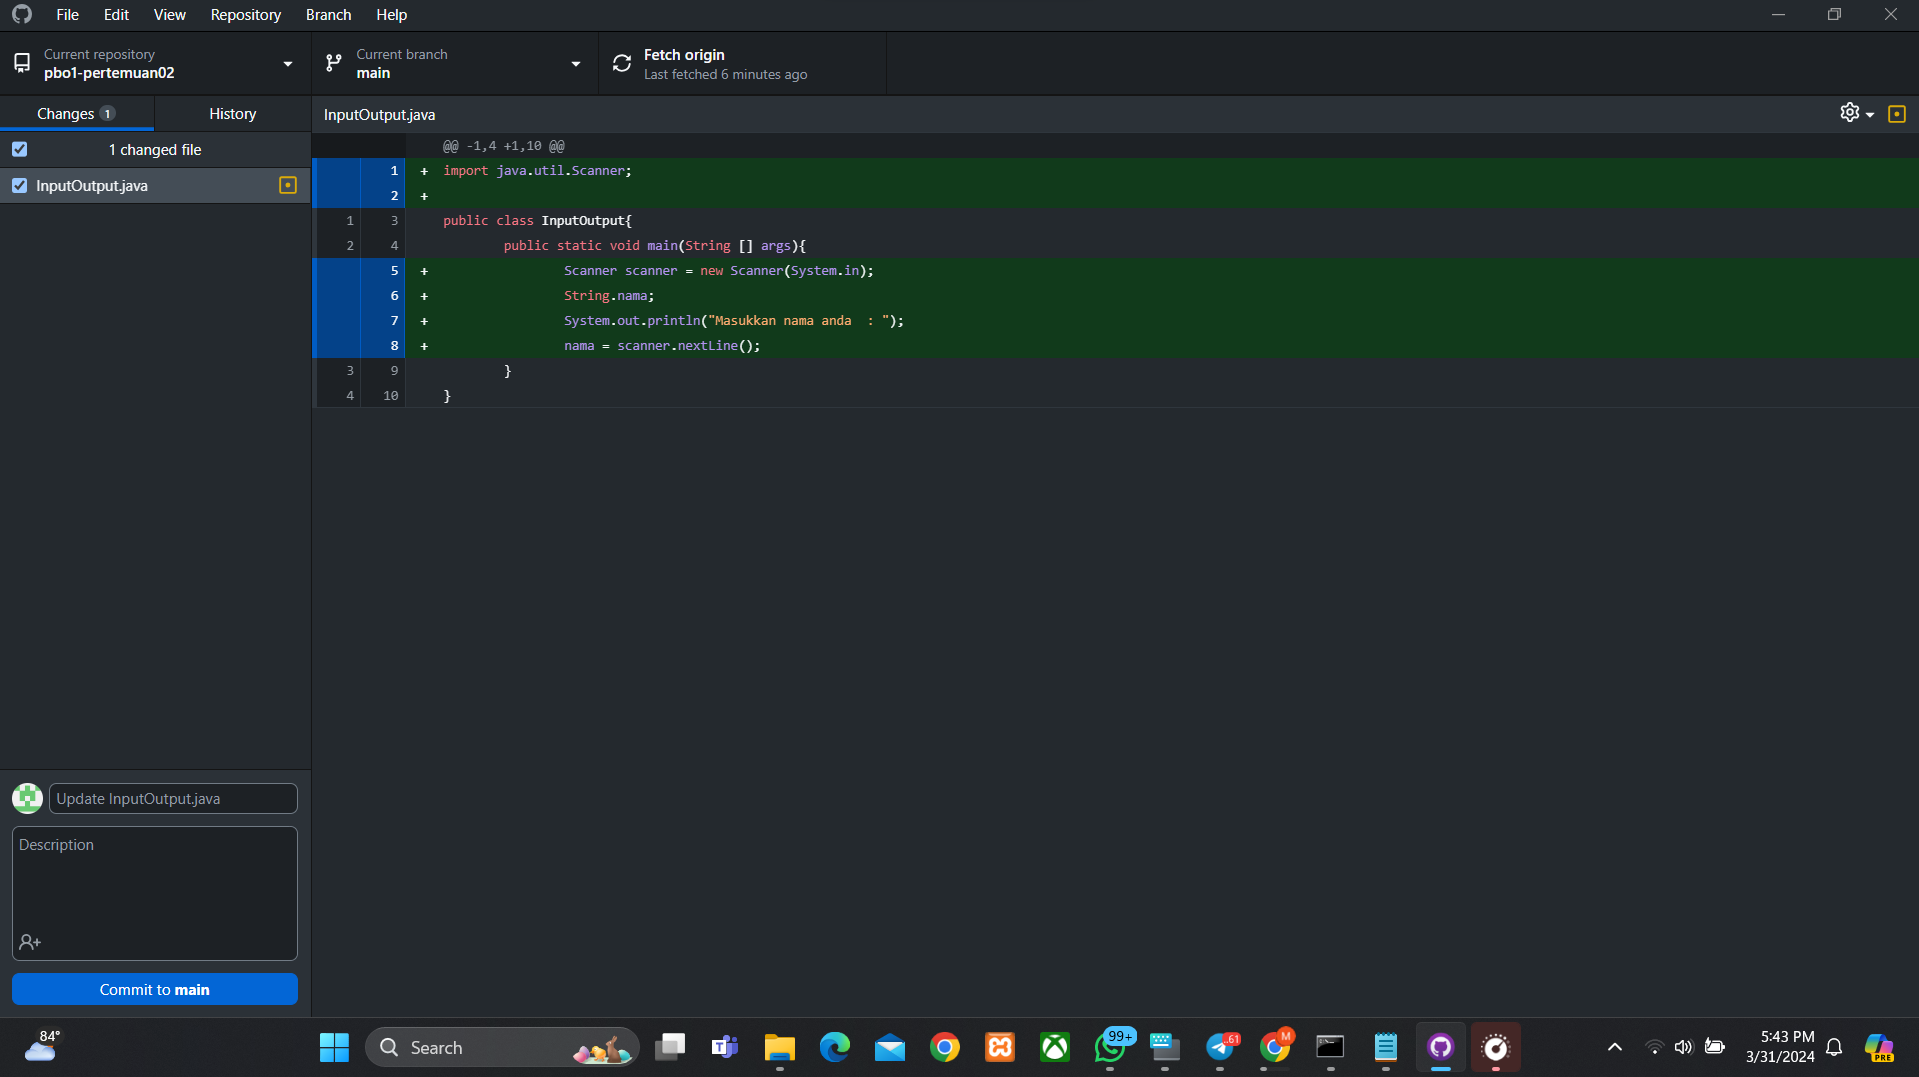 File Edit View Repository Branch Help
Current repository
pbo1-pertemuan02
Current branch
main
Fetch origin
Last fetched 6 minutes ago
Changes 1 History
InputOutput.java
1 changed file
InputOutput.java
@@ -1,4 +1,10 @@
1 + import java.util.Scanner;
2 +
1 3 public class InputOutput{
2 4 public static void main(String [] args){
5 + Scanner scanner = new Scanner(System.in);
6 + String.nama;
7 + System.out.println("Masukkan nama anda  : ");
8 + nama = scanner.nextLine();
3 9 }
4 10 }
Update InputOutput.java
Description
Commit to main
84°
Search
99+
61
M
5:43 PM
3/31/2024
PRE